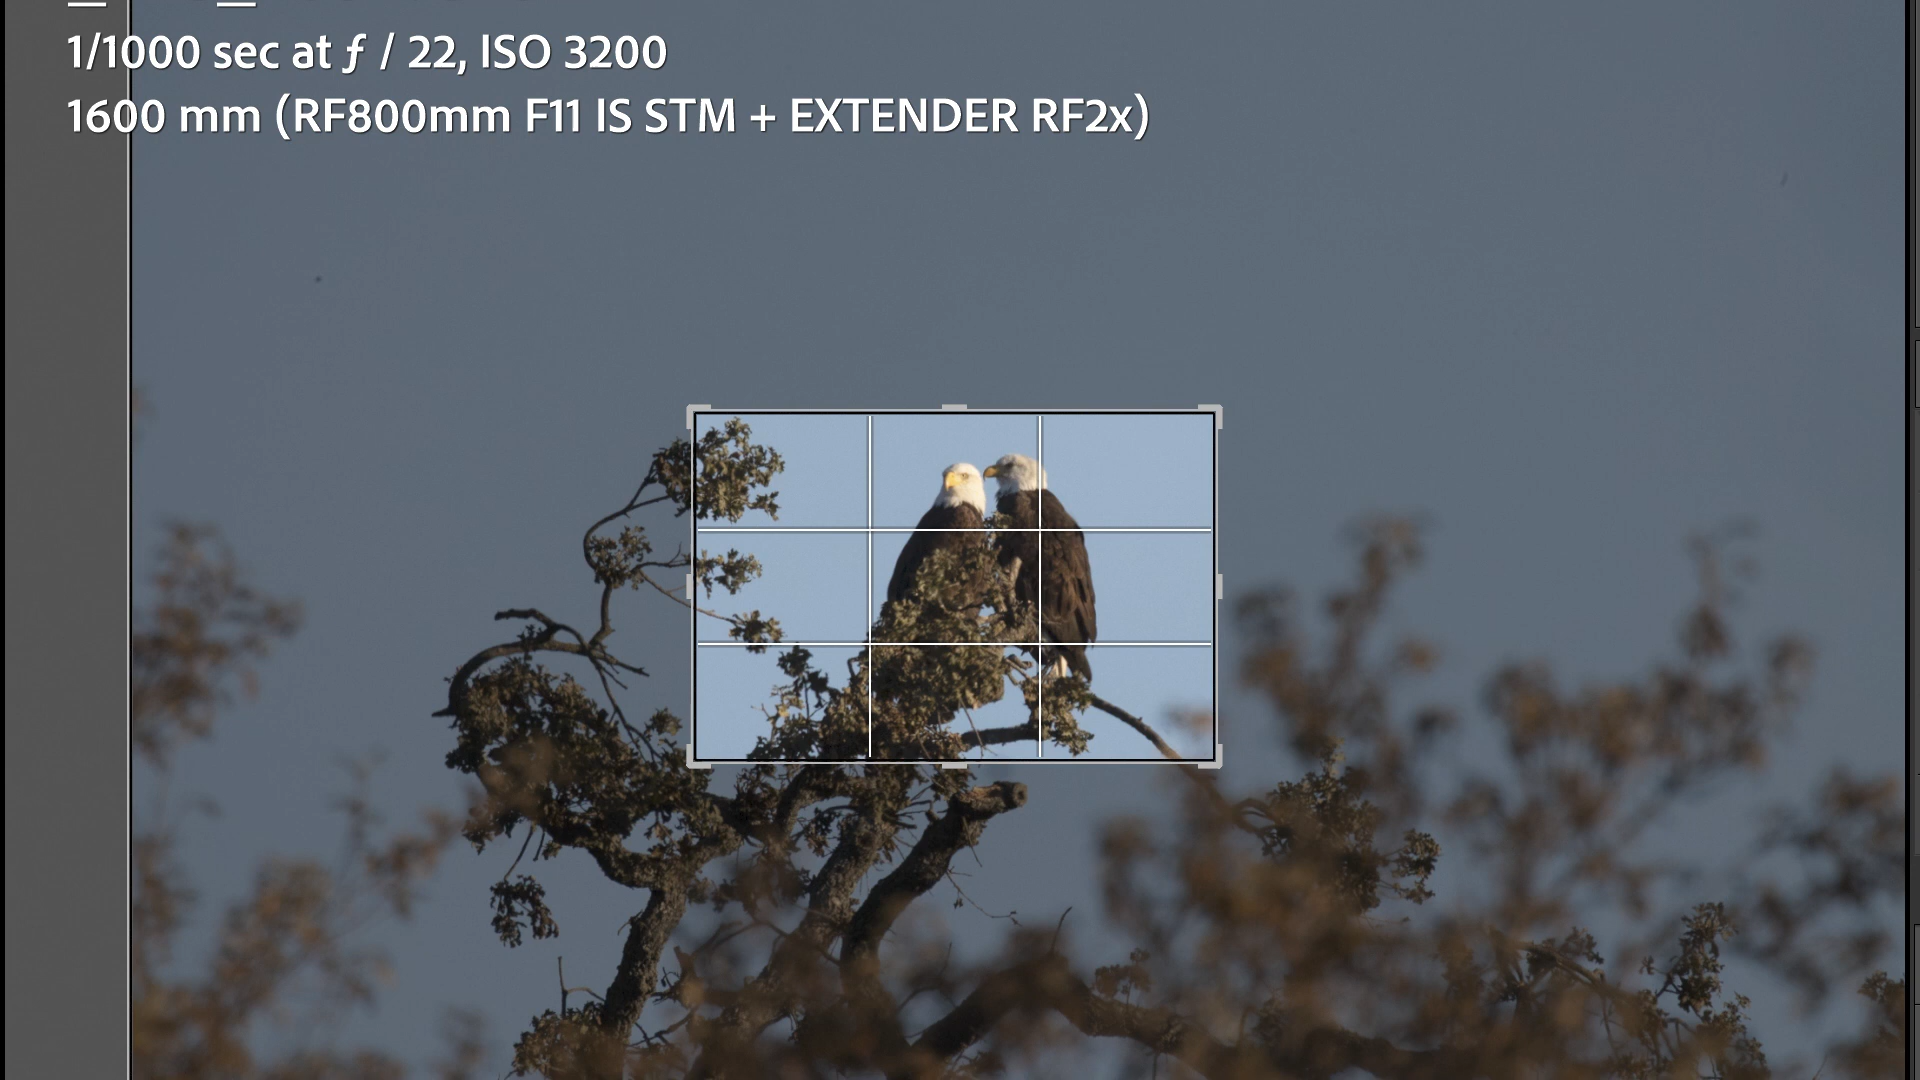 1/1000 sec at ƒ / 22, ISO 3200
1600 mm (RF800mm F11 IS STM + EXTENDER RF2x)